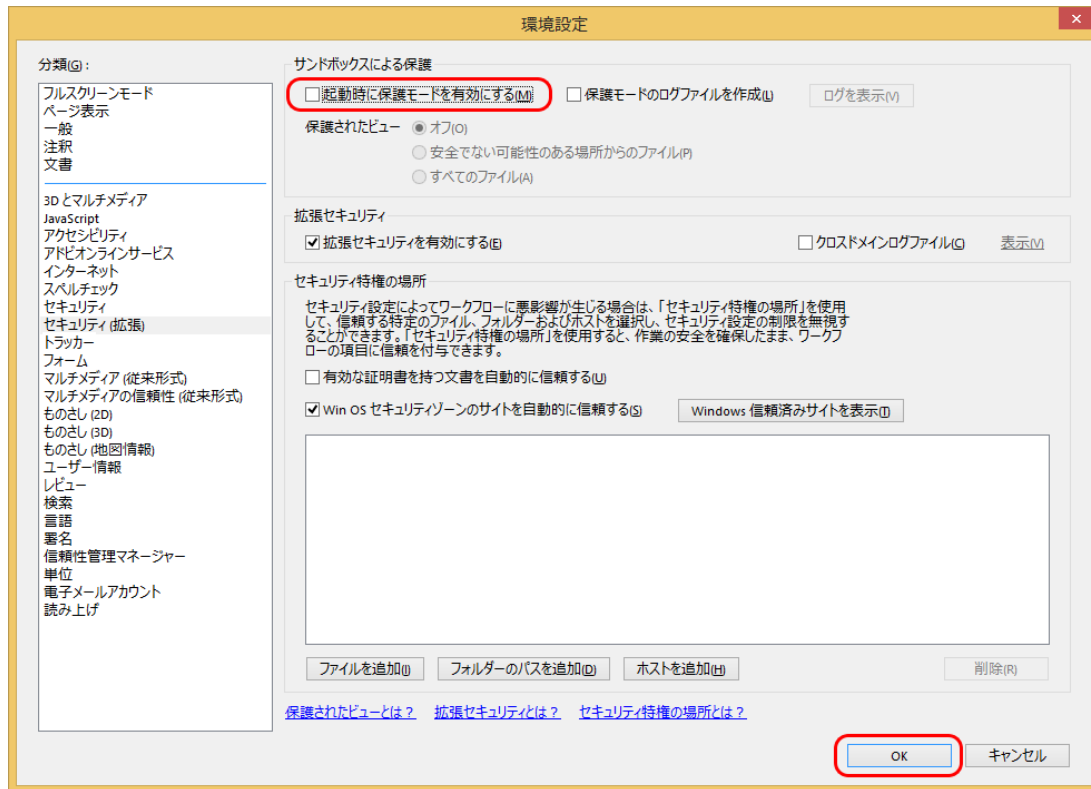 環境設定
分類(G):
フルスクリーンモード
ページ表示
一般
注釈
文書
3D とマルチメディア
JavaScript
アクセシビリティ
アドビオンラインサービス
インターネット
スペルチェック
セキュリティ
セキュリティ (拡張)
トラッカー
フォーム
マルチメディア (従来形式)
マルチメディアの信頼性 (従来形式)
ものさし (2D)
ものさし (3D)
ものさし (地図情報)
ユーザー情報
レビュー
検索
言語
署名
信頼性管理マネージャー
単位
電子メールアカウント
読み上げ
サンドボックスによる保護
起動時に保護モードを有効にする(M) 保護モードのログファイルを作成(L) ログを表示(V)
保護されたビュー オフ(O)
安全でない可能性のある場所からのファイル(P)
すべてのファイル(A)
拡張セキュリティ
拡張セキュリティを有効にする(E) クロスドメインログファイル(C) 表示(V)
セキュリティ特権の場所
セキュリティ設定によってワークフローに悪影響が生じる場合は、「セキュリティ特権の場所」を使用
して、信頼する特定のファイル、フォルダーおよびホストを選択し、セキュリティ設定の制限を無視す
ることができます。「セキュリティ特権の場所」を使用すると、作業の安全を確保したまま、ワークフ
ローの項目に信頼を付与できます。
有効な証明書を持つ文書を自動的に信頼する(U)
Win OS セキュリティゾーンのサイトを自動的に信頼する(S) Windows 信頼済みサイトを表示(T)
ファイルを追加(I) フォルダーのパスを追加(D) ホストを追加(H) 削除(R)
保護されたビューとは? 拡張セキュリティとは? セキュリティ特権の場所とは?
OK キャンセル